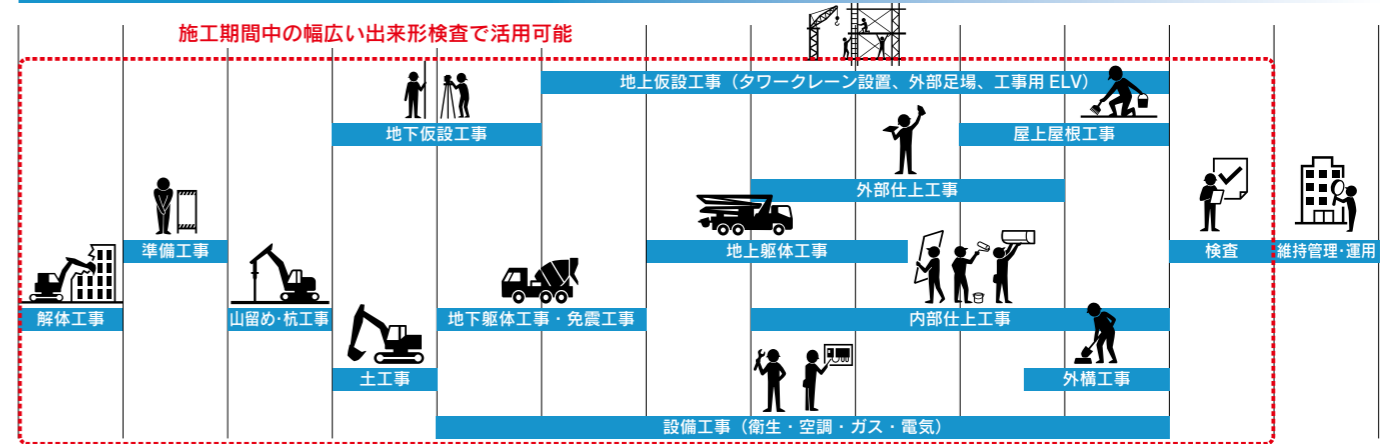 施工期間中の幅広い出来形検査で活用可能
地上仮設工事（タワークレーン設置、外部足場、工事用 ELV）
地下仮設工事
屋上屋根工事
外部仕上工事
準備工事
地上躯体工事
検査
維持管理・運用
解体工事
山留め・杭工事
地下躯体工事・免震工事
内部仕上工事
土工事
外構工事
設備工事（衛生・空調・ガス・電気）